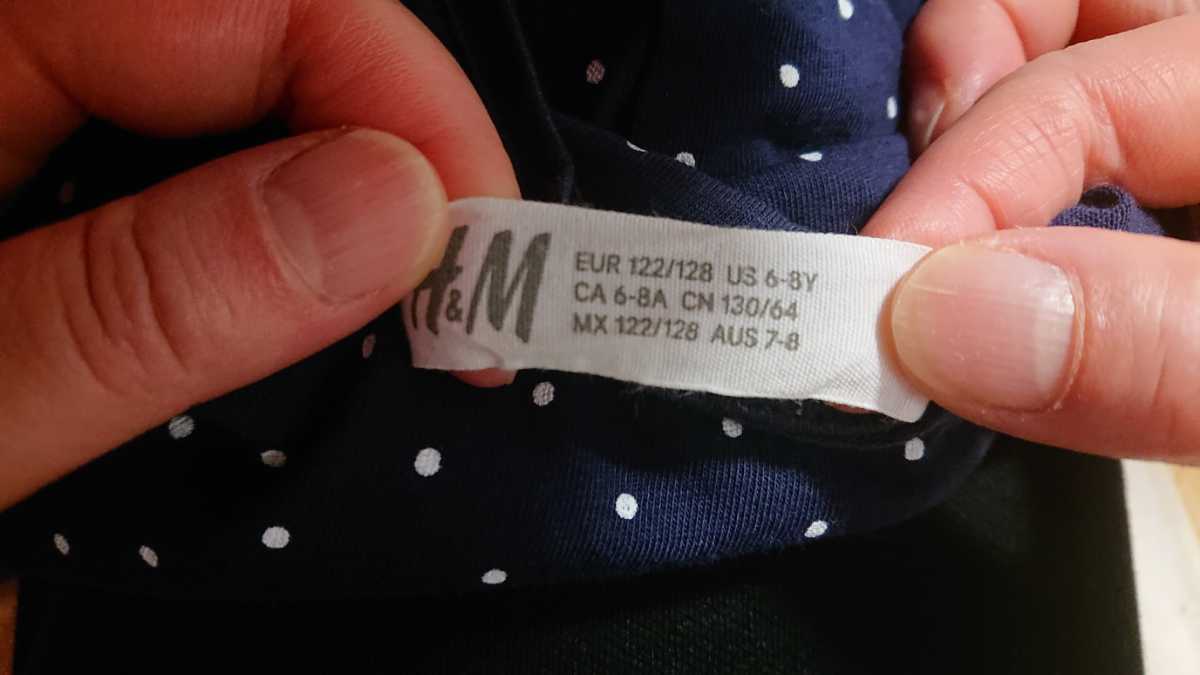 H&M
EUR 122/128 US 6-8Y
CA 6-8A CN 130/64
MX 122/128 AUS 7-8